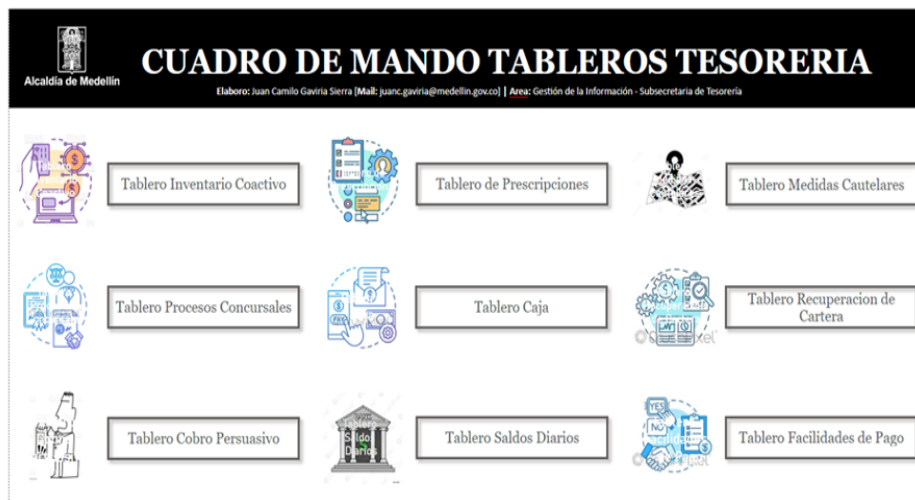 Alcaldía de Medellín
CUADRO DE MANDO TABLEROS TESORERIA
Elaboro: Juan Camilo Gaviria Sierra [Mail: juanc.gaviria@medellin.gov.co] | Area: Gestión de la Información - Subsecretaria de Tesorería
Tablero Inventario Coactivo
Tablero de Prescripciones
Tablero Medidas Cautelares
Tablero Procesos Concursales
Tablero Caja
Tablero Recuperacion de
Cartera
Tablero Cobro Persuasivo
Tablero
Saldos
Diarios
Tablero Saldos Diarios
YES
NO
Tablero Facilidades de Pago